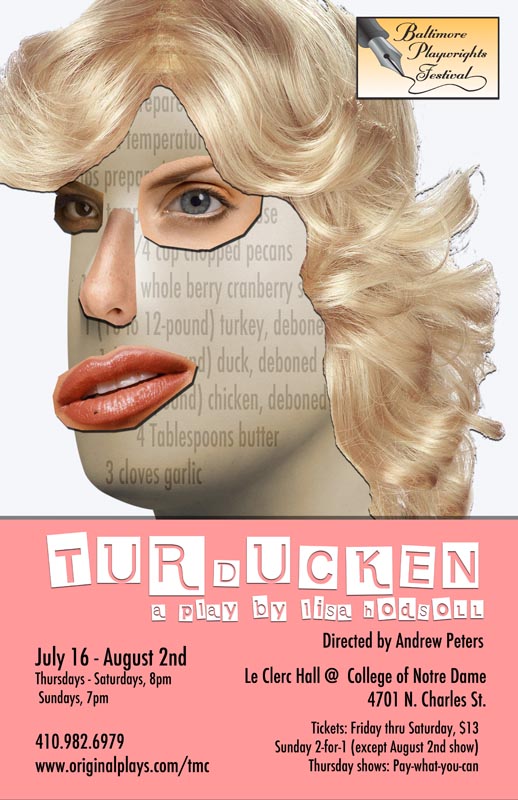 Baltimore
Playwrights
Festival
temperatu
/4 cup chopped pecans
whole berry cranberry s
12-pound) turkey, debone
) duck, deboned
) chicken, deboned
4 Tablespoons butter
3 cloves garlic
TURDUCKEN
a play by lisa hodsoll
Directed by Andrew Peters
July 16 - August 2nd
Thursdays - Saturdays, 8pm
Sundays, 7pm
Le Clerc Hall @ College of Notre Dame
4701 N. Charles St.
410.982.6979
www.originalplays.com/tmc
Tickets: Friday thru Saturday, $13
Sunday 2-for-1 (except August 2nd show)
Thursday shows: Pay-what-you-can